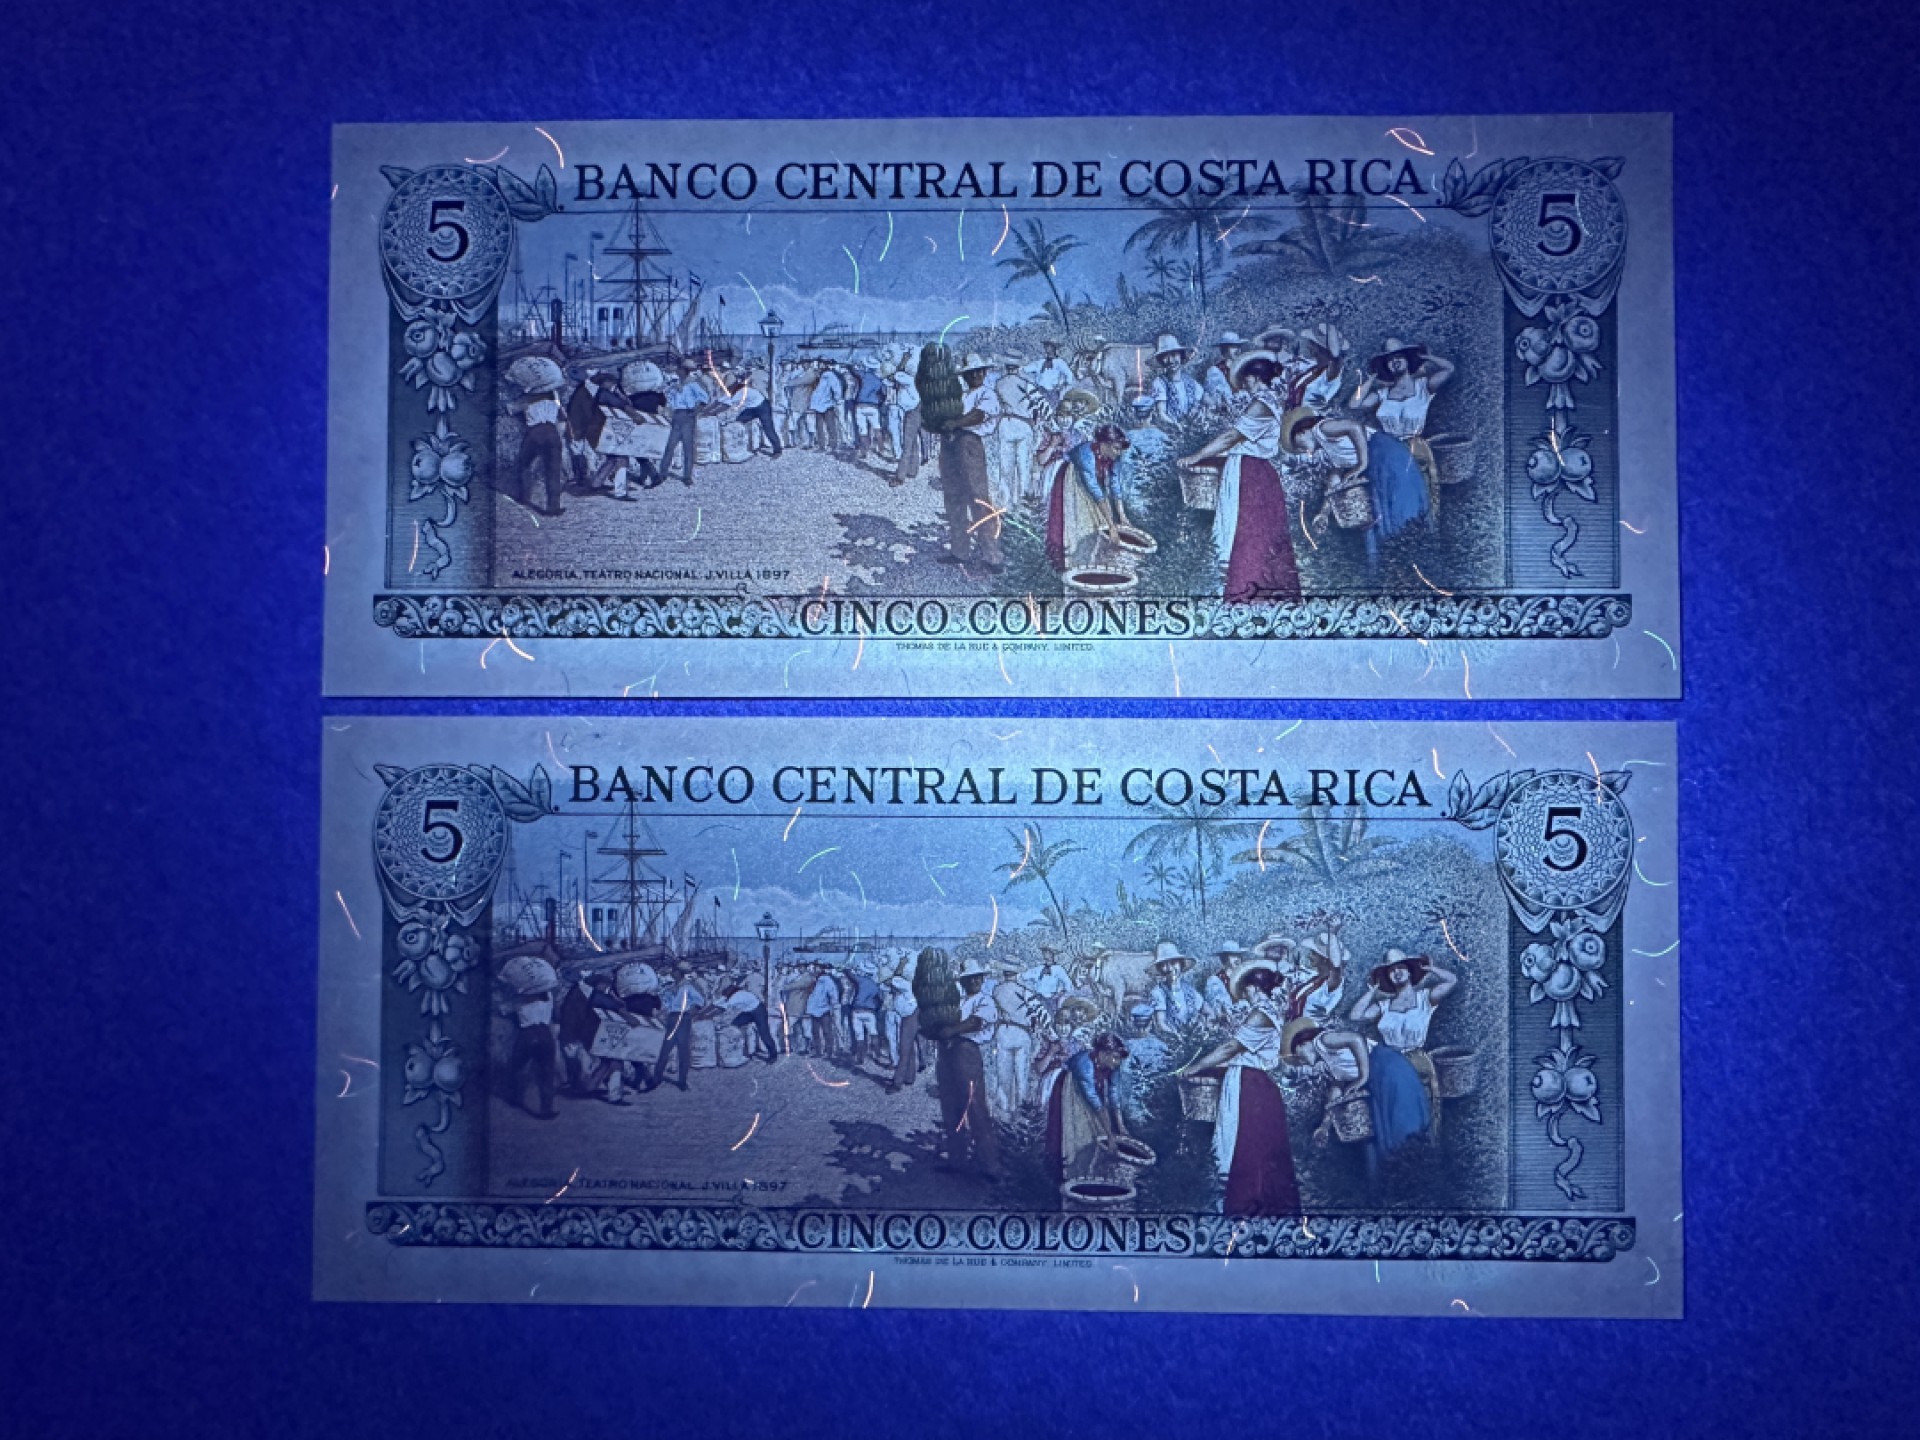 BANCO CENTRAL DE COSTA RICA
5 5
ALEGORIA, TEATRO NACIONAL. J. VILLA 1897
CINCO COLONES
THOMAS DE LA RUE & COMPANY, LIMITED.
BANCO CENTRAL DE COSTA RICA
5 5
ALEGORIA, TEATRO NACIONAL. J. VILLA 1897
CINCO COLONES
THOMAS DE LA RUE & COMPANY, LIMITED.